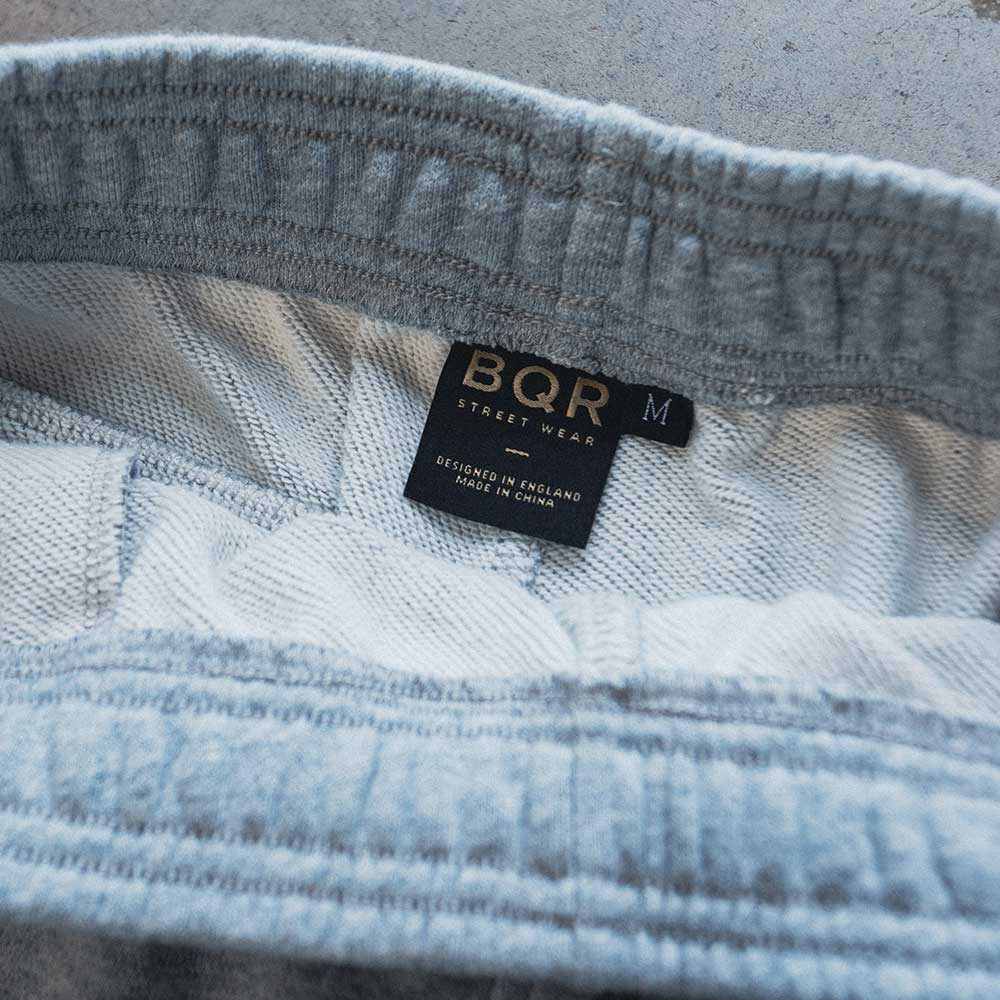 BQR
STREET WEAR
DESIGNED IN ENGLAND
MADE IN CHINA
M